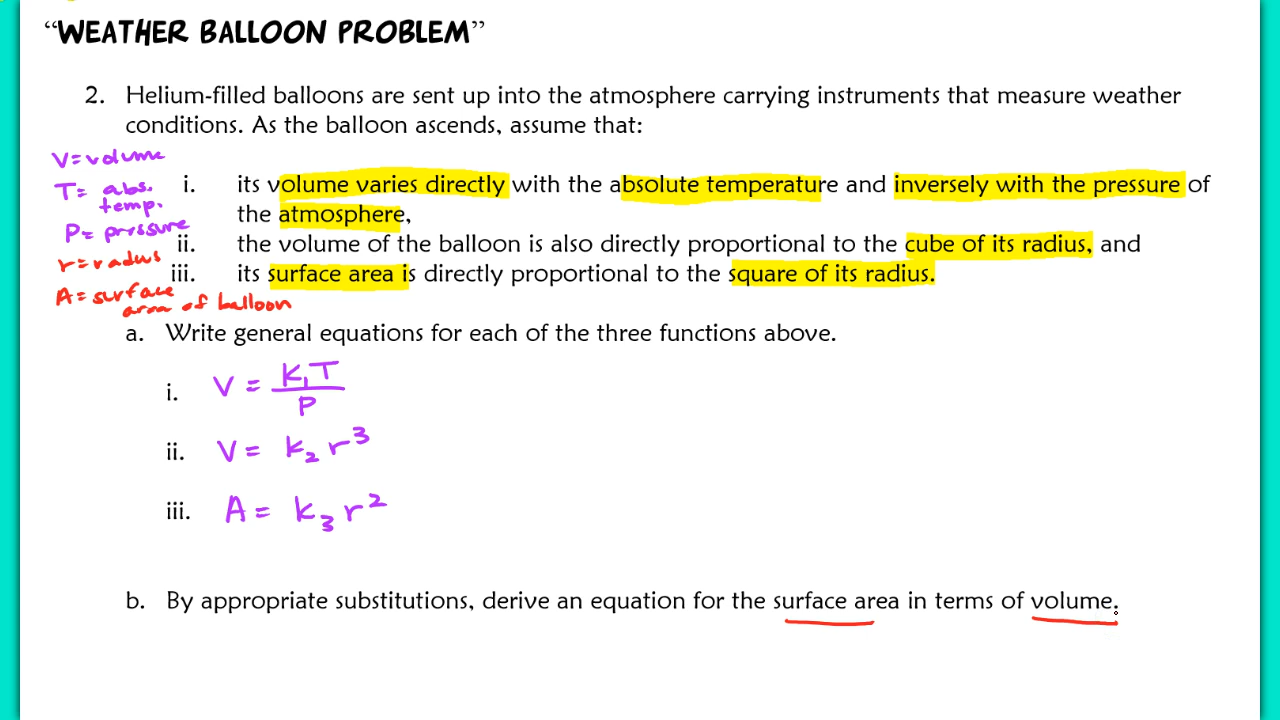 “WEATHER BALLOON PROBLEM”
2. Helium-filled balloons are sent up into the atmosphere carrying instruments that measure weather
conditions. As the balloon ascends, assume that:
V=volume
T= abs.
temp.
P= pressure
r=radius
A=surface
area of balloon
i. its volume varies directly with the absolute temperature and inversely with the pressure of
the atmosphere,
ii. the volume of the balloon is also directly proportional to the cube of its radius, and
iii. its surface area is directly proportional to the square of its radius.
a. Write general equations for each of the three functions above.
i. V = K₁T / P
ii. V = k₂ r³
iii. A = k₃ r²
b. By appropriate substitutions, derive an equation for the surface area in terms of volume.